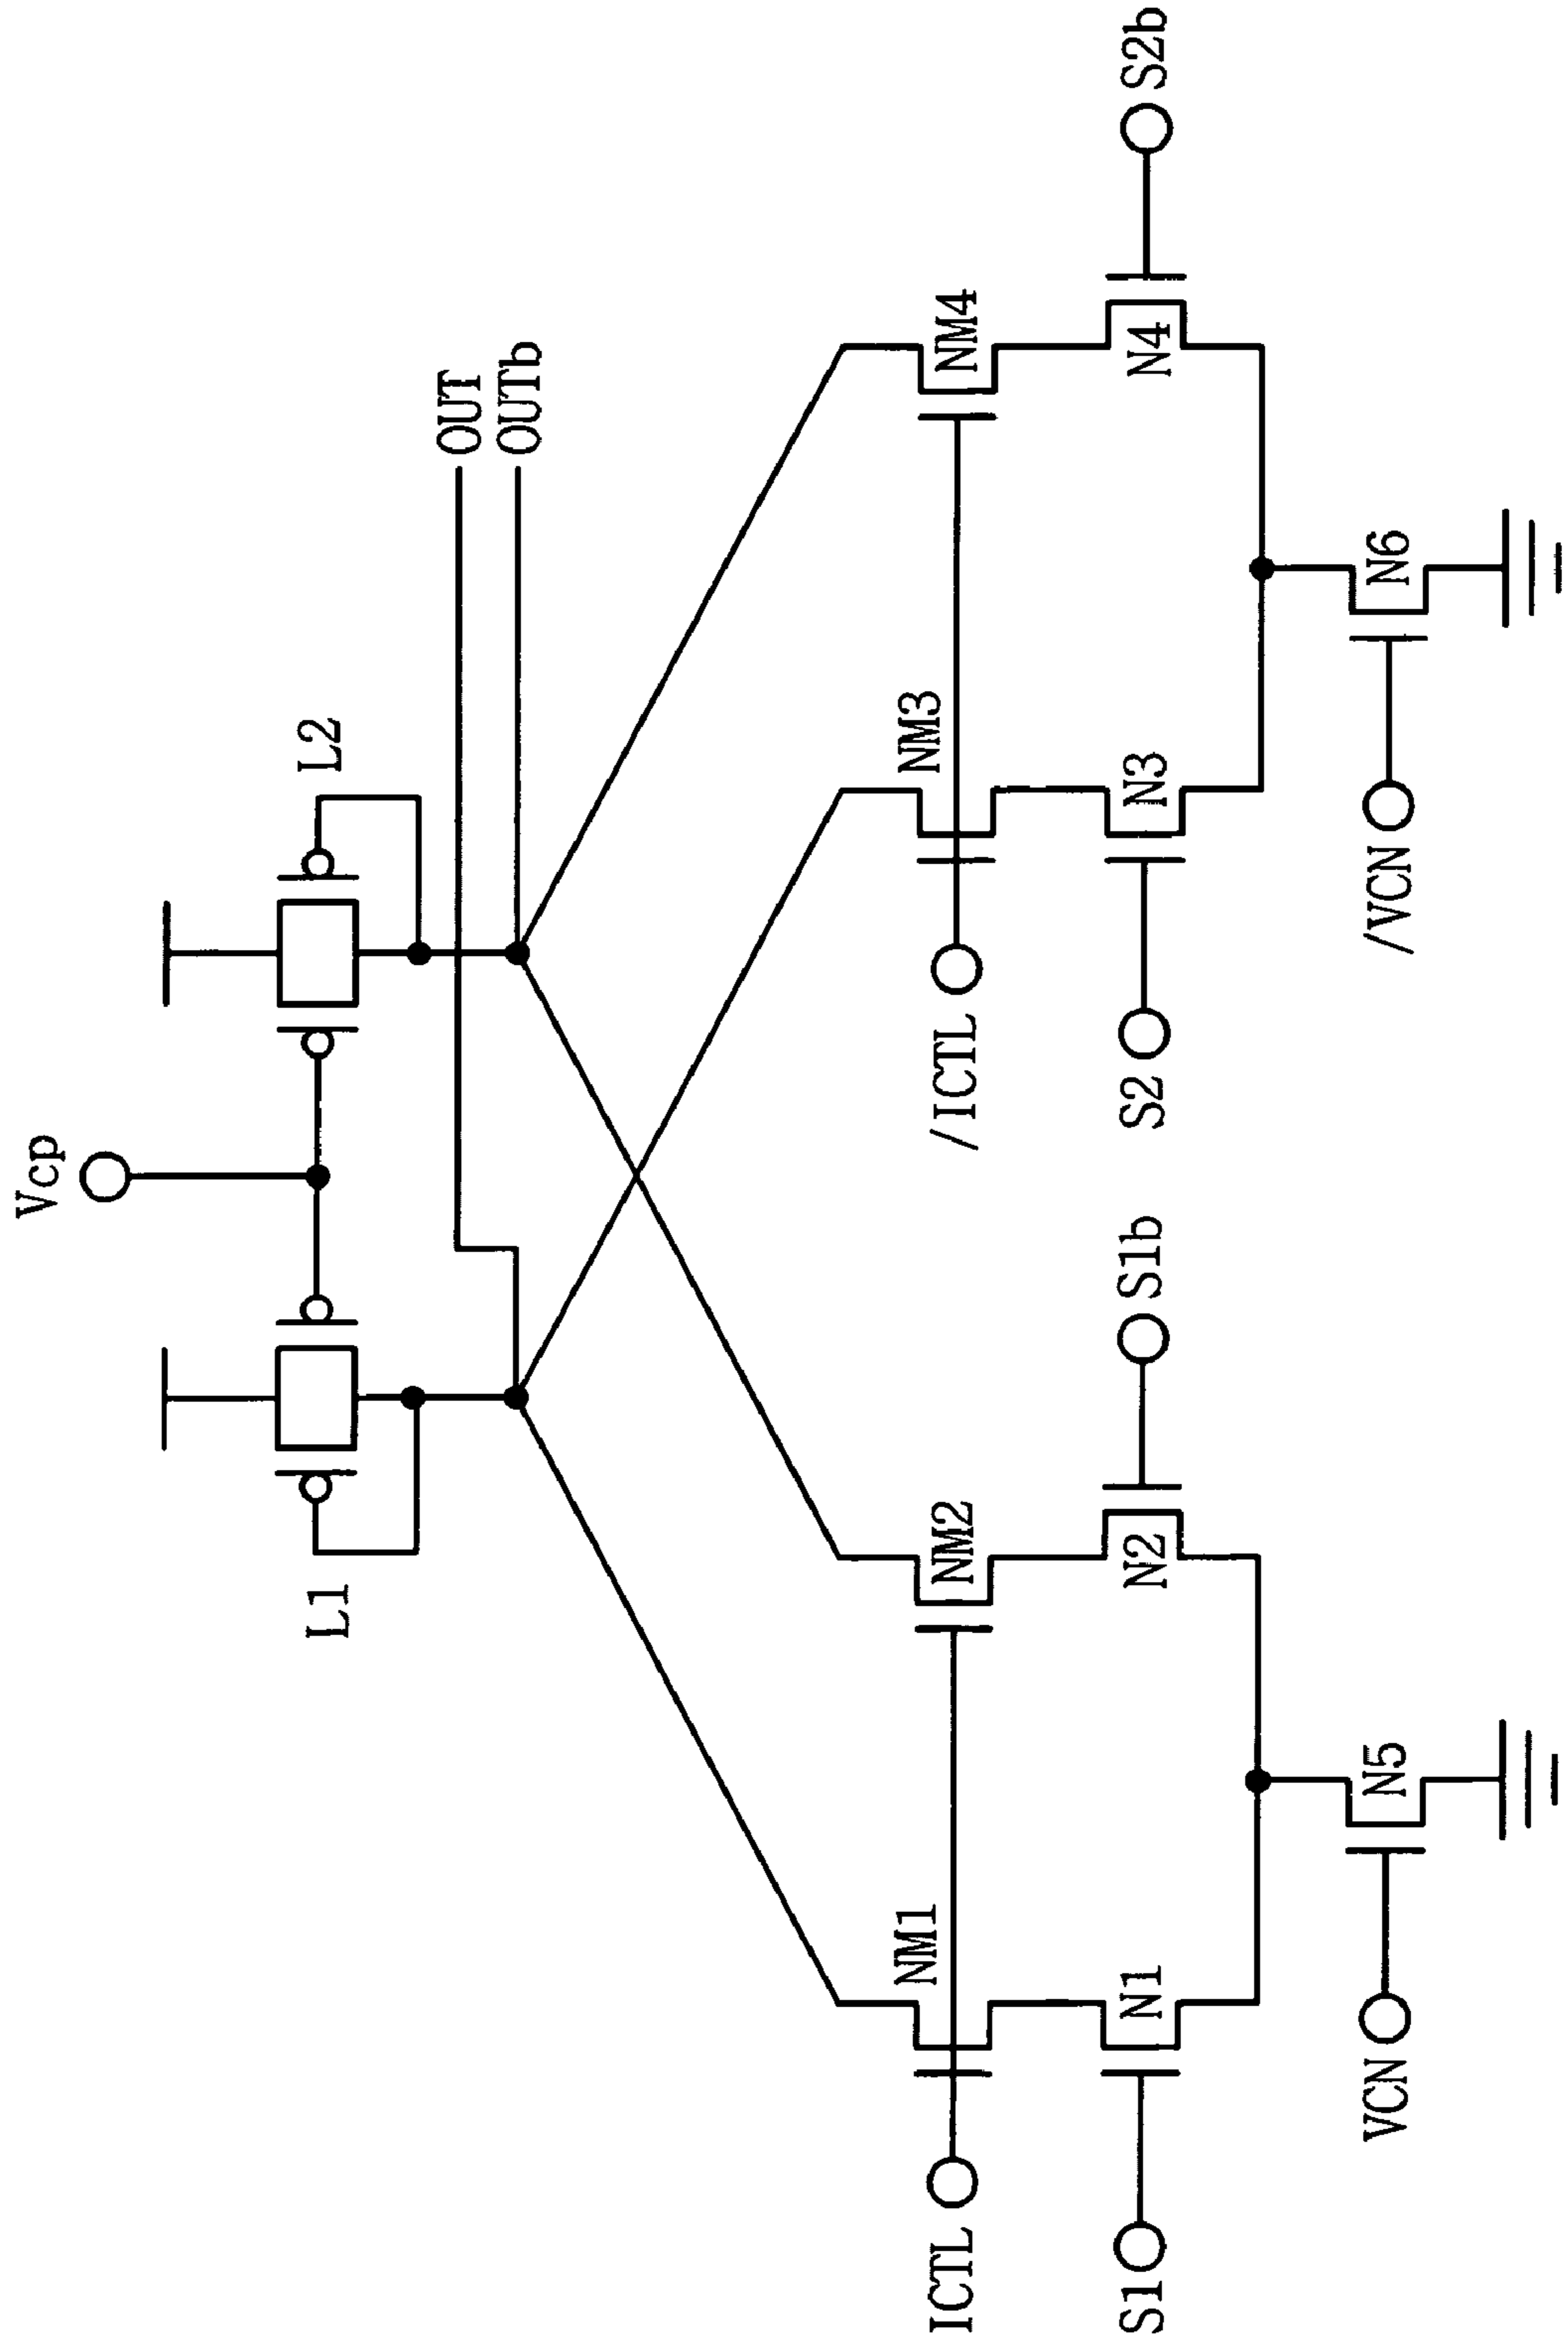 Vcp
L1
L2
OUT
OUTb
NM1
NM2
NM3
NM4
ICTL
/ICTL
N1
N2
N3
N4
S1
S1b
S2
S2b
N5
N6
VCN
/VCN